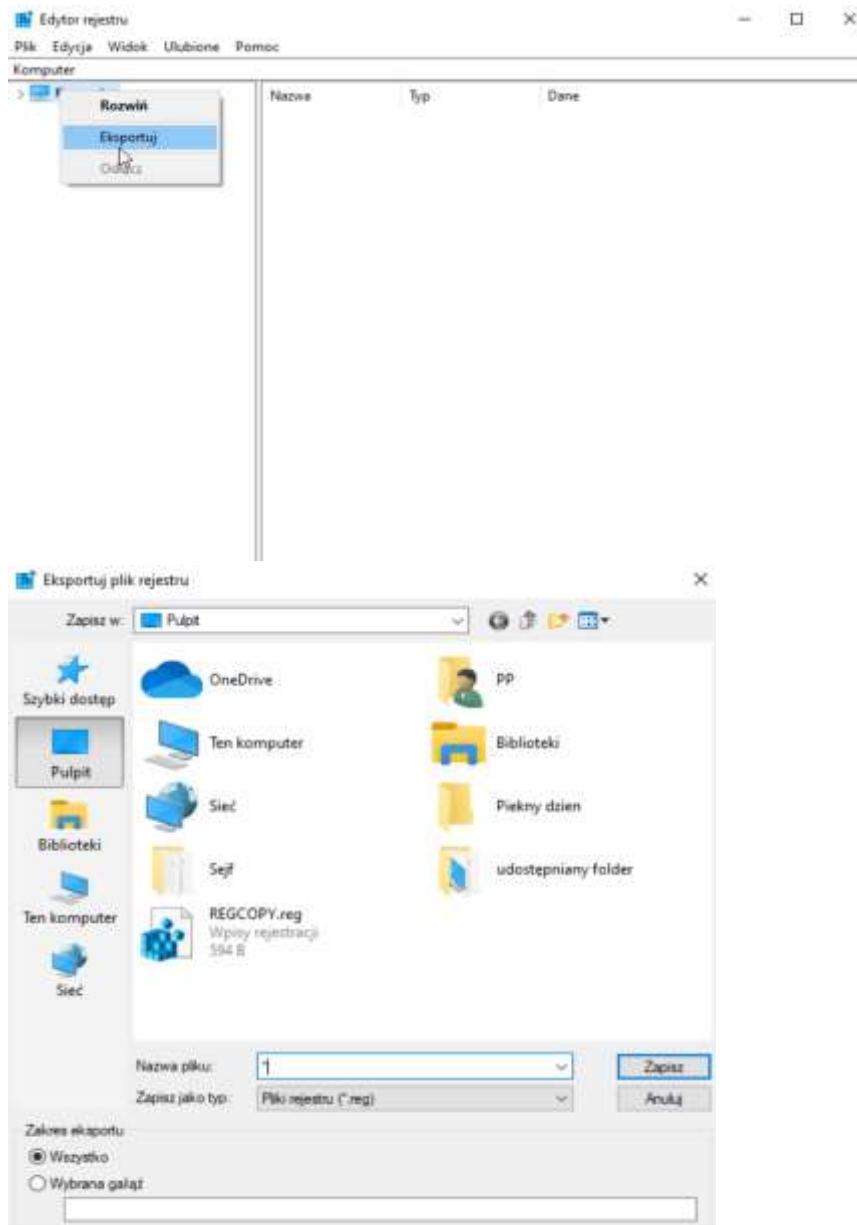 Edytor rejestru
Plik Edycja Widok Ulubione Pomoc
Komputer
Nazwa Typ Dane
Rozwiń
Eksportuj
Eksportuj plik rejestru
Zapisz w: Pulpit
Szybki dostęp
Pulpit
Biblioteki
Ten komputer
Sieć
OneDrive PP
Ten komputer Biblioteki
Sieć Piekny dzien
Sejf udostępniany folder
REGCOPY.reg
Wpisy rejestracji
594 B
Nazwa pliku: Zapisz
Zapisz jako typ: Pliki rejestru (*.reg) Anuluj
Zakres eksportu
Wszystko
Wybrana gałąź